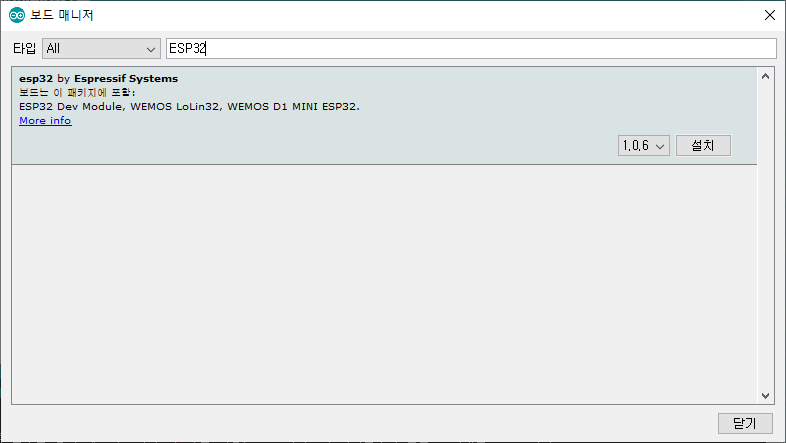 보드 매니저
타입 All ESP32
esp32 by Espressif Systems
보드는 이 패키지에 포함:
ESP32 Dev Module, WEMOS LoLin32, WEMOS D1 MINI ESP32.
More info
1.0.6 설치
닫기